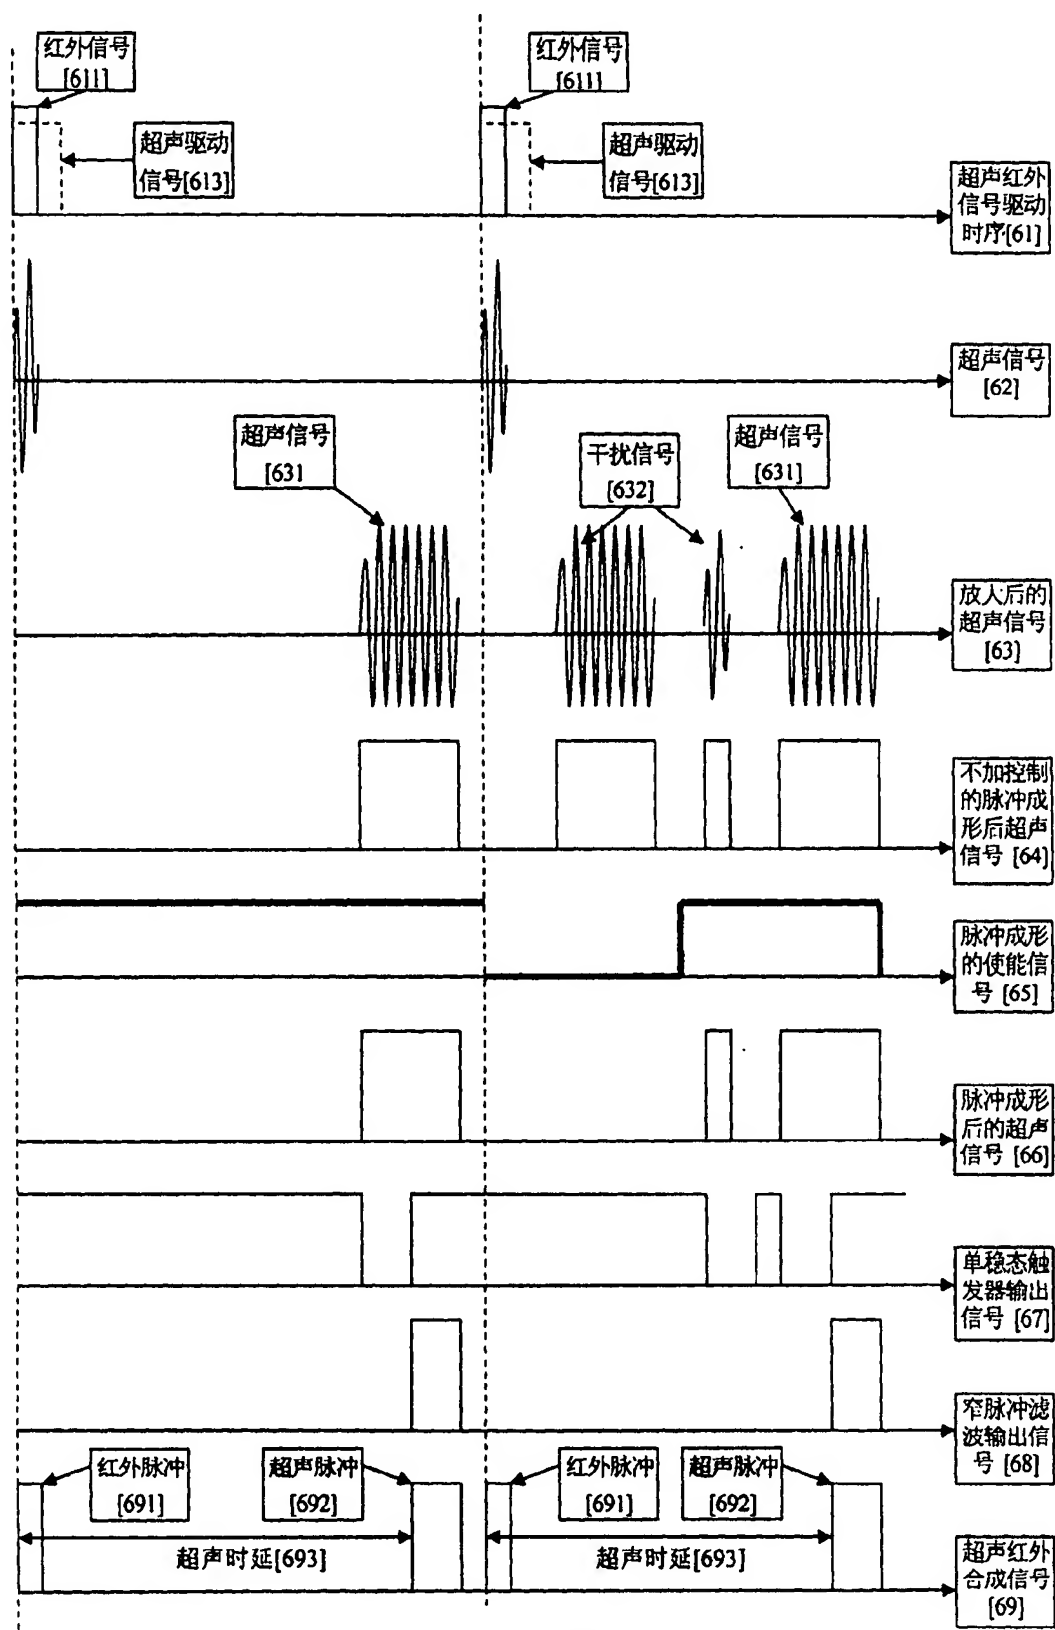 红外信号
[611]
红外信号
[611]
超声驱动
信号[613]
超声驱动
信号[613]
超声红外
信号驱动
时序[61]
超声信号
[62]
超声信号
[631
干扰信号
[632]
超声信号
[631]
放大后的
超声信号
[63]
不加控制
的脉冲成
形后超声
信号 [64]
脉冲成形
的使能信
号 [65]
脉冲成形
后的超声
信号 [66]
单稳态触
发器输出
信号 [67]
窄脉冲滤
波输出信
号 [68]
红外脉冲
[691]
超声脉冲
[692]
红外脉冲
[691]
超声脉冲
[692]
超声时延[693]
超声时延[693]
超声红外
合成信号
[69]